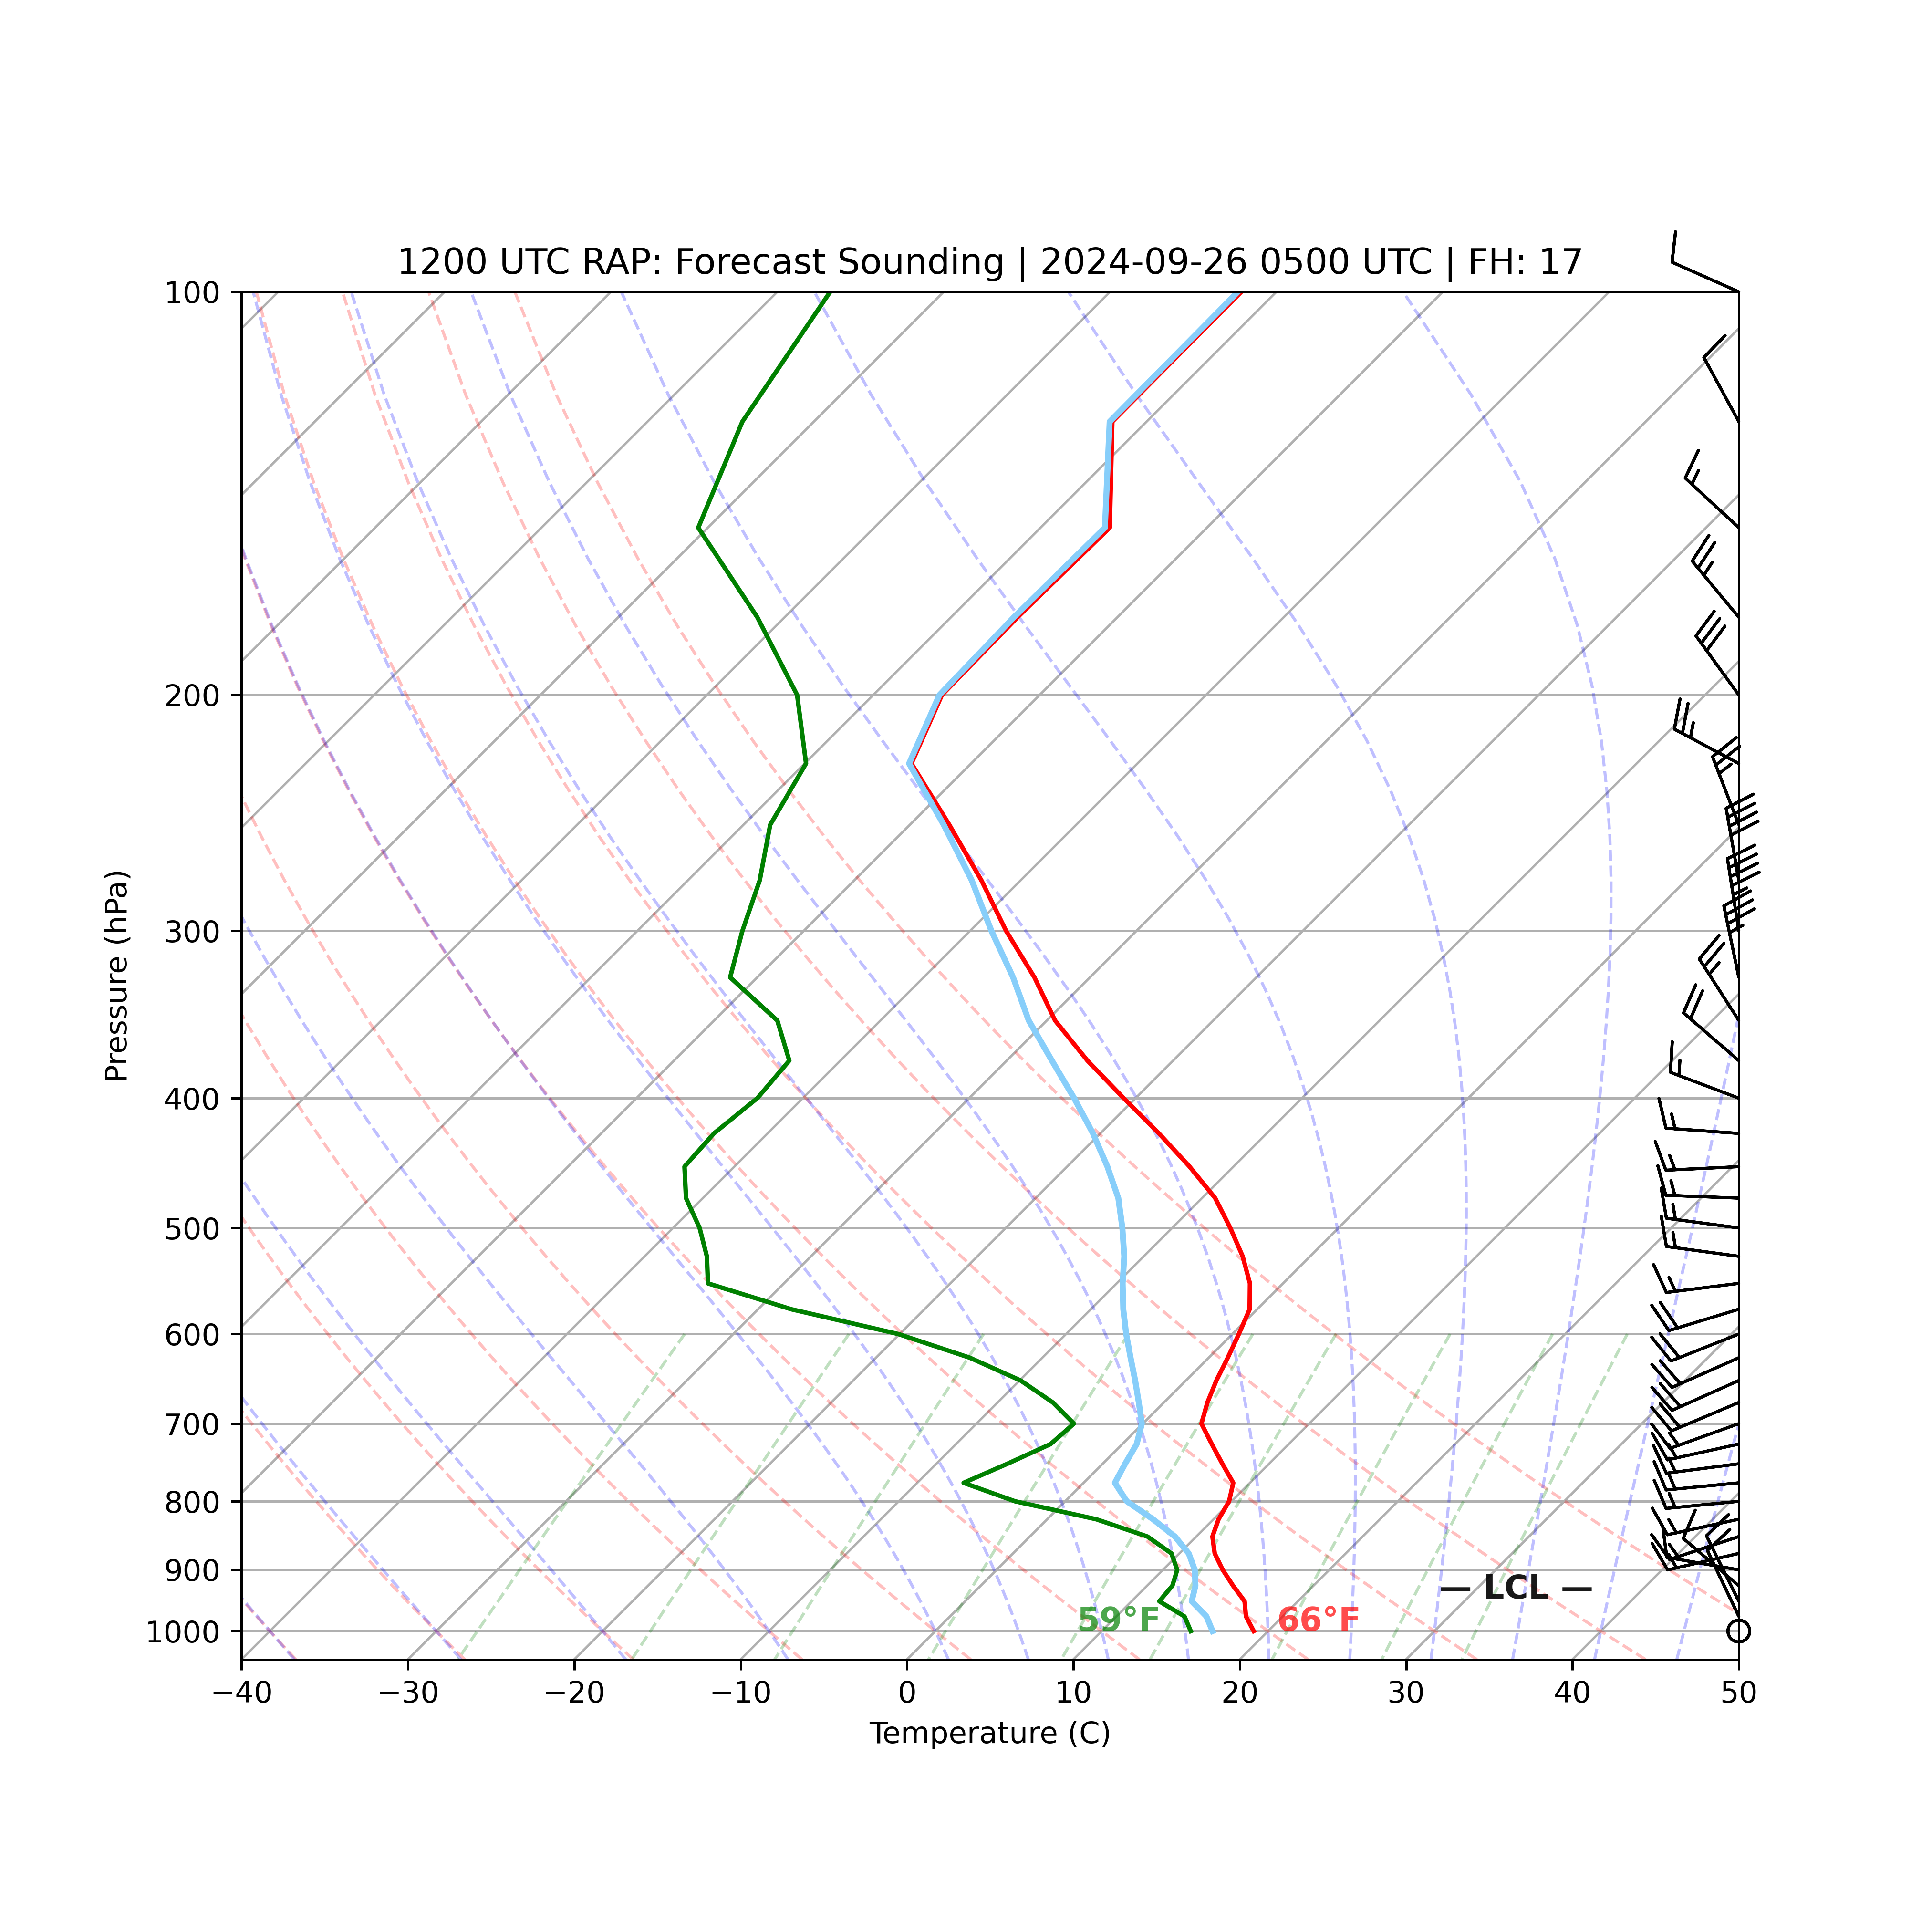 1200 UTC RAP: Forecast Sounding | 2024-09-26 0500 UTC | FH: 17
100
200
300
400
500
600
700
800
900
1000
Pressure (hPa)
— LCL —
59°F
66°F
−40 −30 −20 −10 0 10 20 30 40 50
Temperature (C)